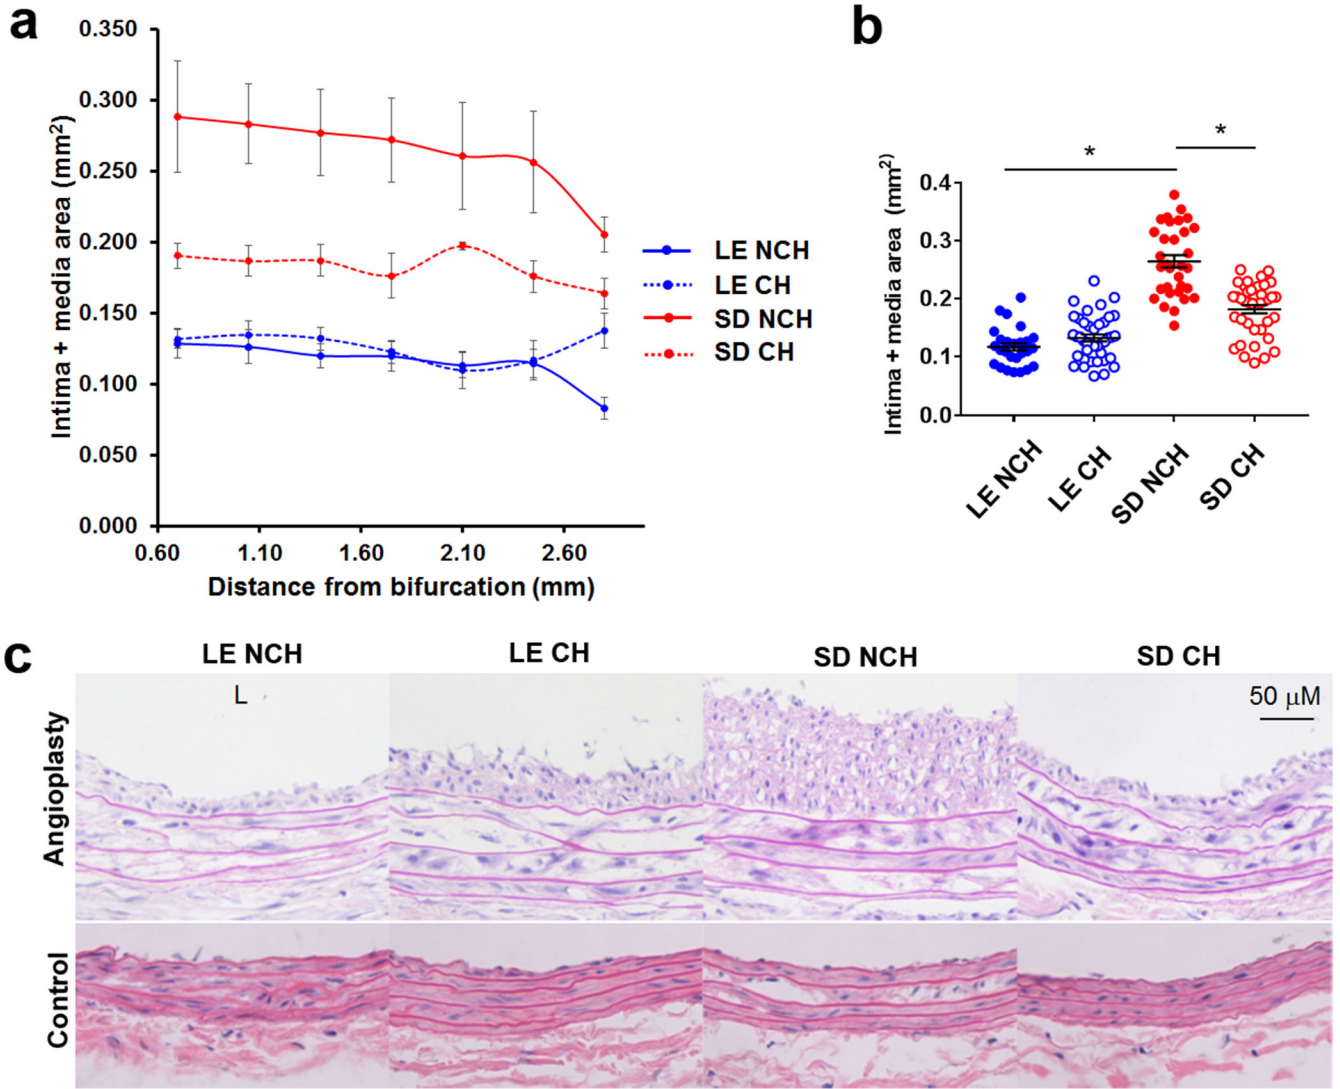 a
0.350
0.300
0.250
0.200
0.150
0.100
0.050
0.000
Intima + media area (mm²)
0.60 1.10 1.60 2.10 2.60
Distance from bifurcation (mm)
LE NCH
LE CH
SD NCH
SD CH
b
*
*
0.4
0.3
0.2
0.1
0.0
Intima + media area (mm²)
LE NCH
LE CH
SD NCH
SD CH
c
LE NCH LE CH SD NCH SD CH
L
50 μM
Angioplasty
Control